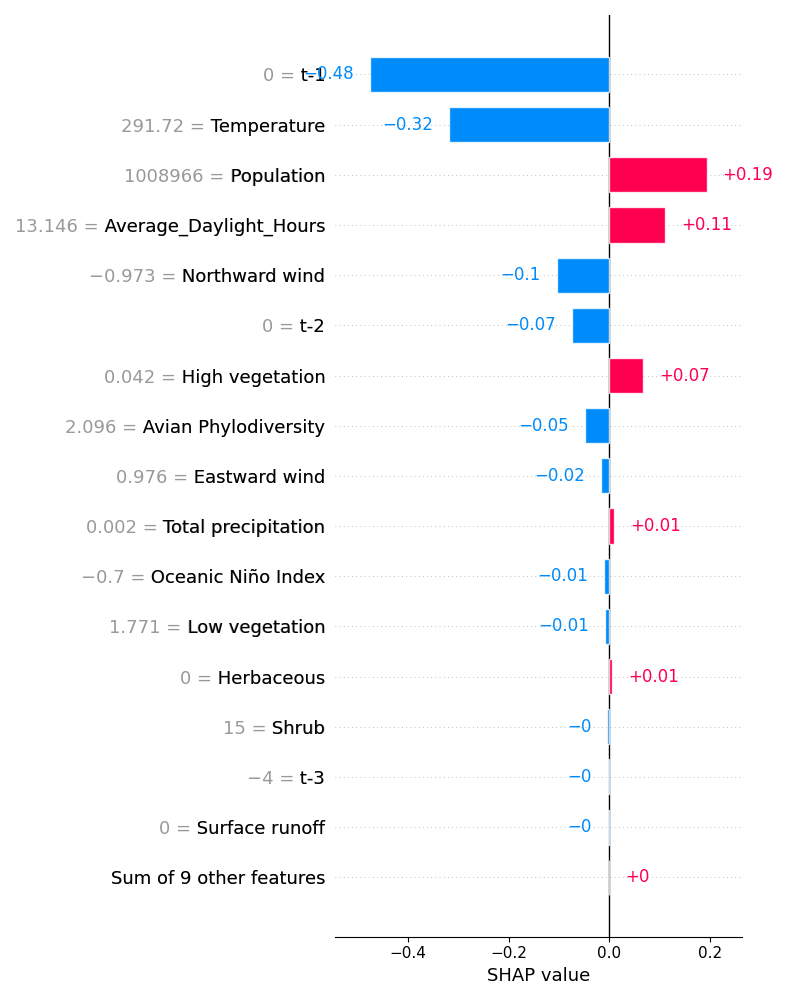 0 = t-1 −0.48
291.72 = Temperature −0.32
1008966 = Population +0.19
13.146 = Average_Daylight_Hours +0.11
−0.973 = Northward wind −0.1
0 = t-2 −0.07
0.042 = High vegetation +0.07
2.096 = Avian Phylodiversity −0.05
0.976 = Eastward wind −0.02
0.002 = Total precipitation +0.01
−0.7 = Oceanic Niño Index −0.01
1.771 = Low vegetation −0.01
0 = Herbaceous +0.01
15 = Shrub −0
−4 = t-3 −0
0 = Surface runoff −0
Sum of 9 other features +0
−0.4 −0.2 0.0 0.2
SHAP value